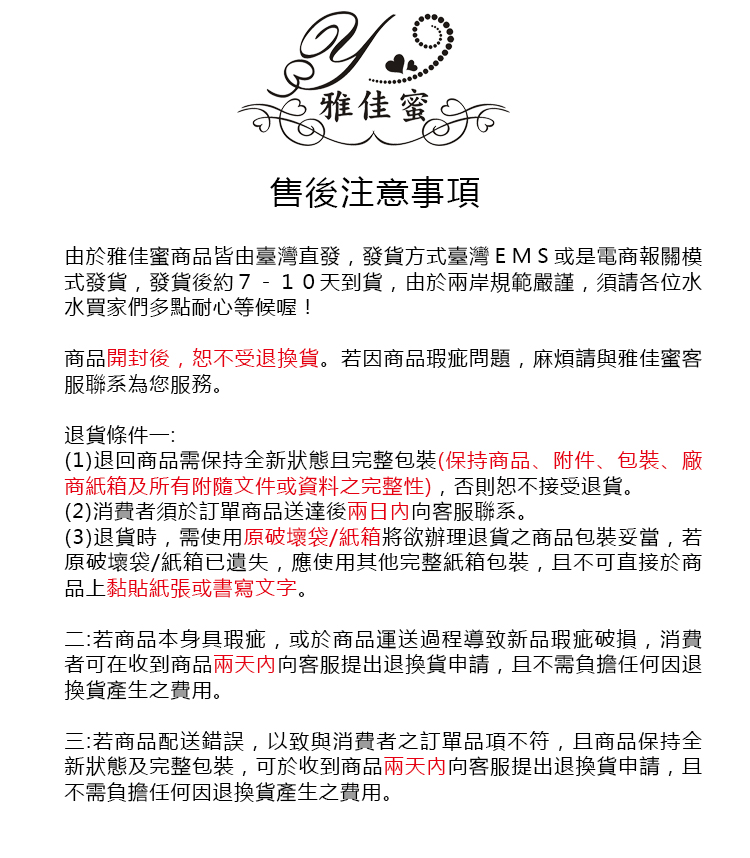 雅佳蜜
售後注意事項
由於雅佳蜜商品皆由臺灣直發，發貨方式臺灣ＥＭＳ或是電商報關模
式發貨，發貨後約７－１０天到貨，由於兩岸規範嚴謹，須請各位水
水買家們多點耐心等候喔！
商品開封後，恕不受退換貨。若因商品瑕疵問題，麻煩請與雅佳蜜客
服聯系為您服務。
退貨條件一:
(1)退回商品需保持全新狀態且完整包裝(保持商品、附件、包裝、廠
商紙箱及所有附隨文件或資料之完整性)，否則恕不接受退貨。
(2)消費者須於訂單商品送達後兩日內向客服聯系。
(3)退貨時，需使用原破壞袋/紙箱將欲辦理退貨之商品包裝妥當，若
原破壞袋/紙箱已遺失，應使用其他完整紙箱包裝，且不可直接於商
品上黏貼紙張或書寫文字。
二:若商品本身具瑕疵，或於商品運送過程導致新品瑕疵破損，消費
者可在收到商品兩天內向客服提出退換貨申請，且不需負擔任何因退
換貨產生之費用。
三:若商品配送錯誤，以致與消費者之訂單品項不符，且商品保持全
新狀態及完整包裝，可於收到商品兩天內向客服提出退換貨申請，且
不需負擔任何因退換貨產生之費用。